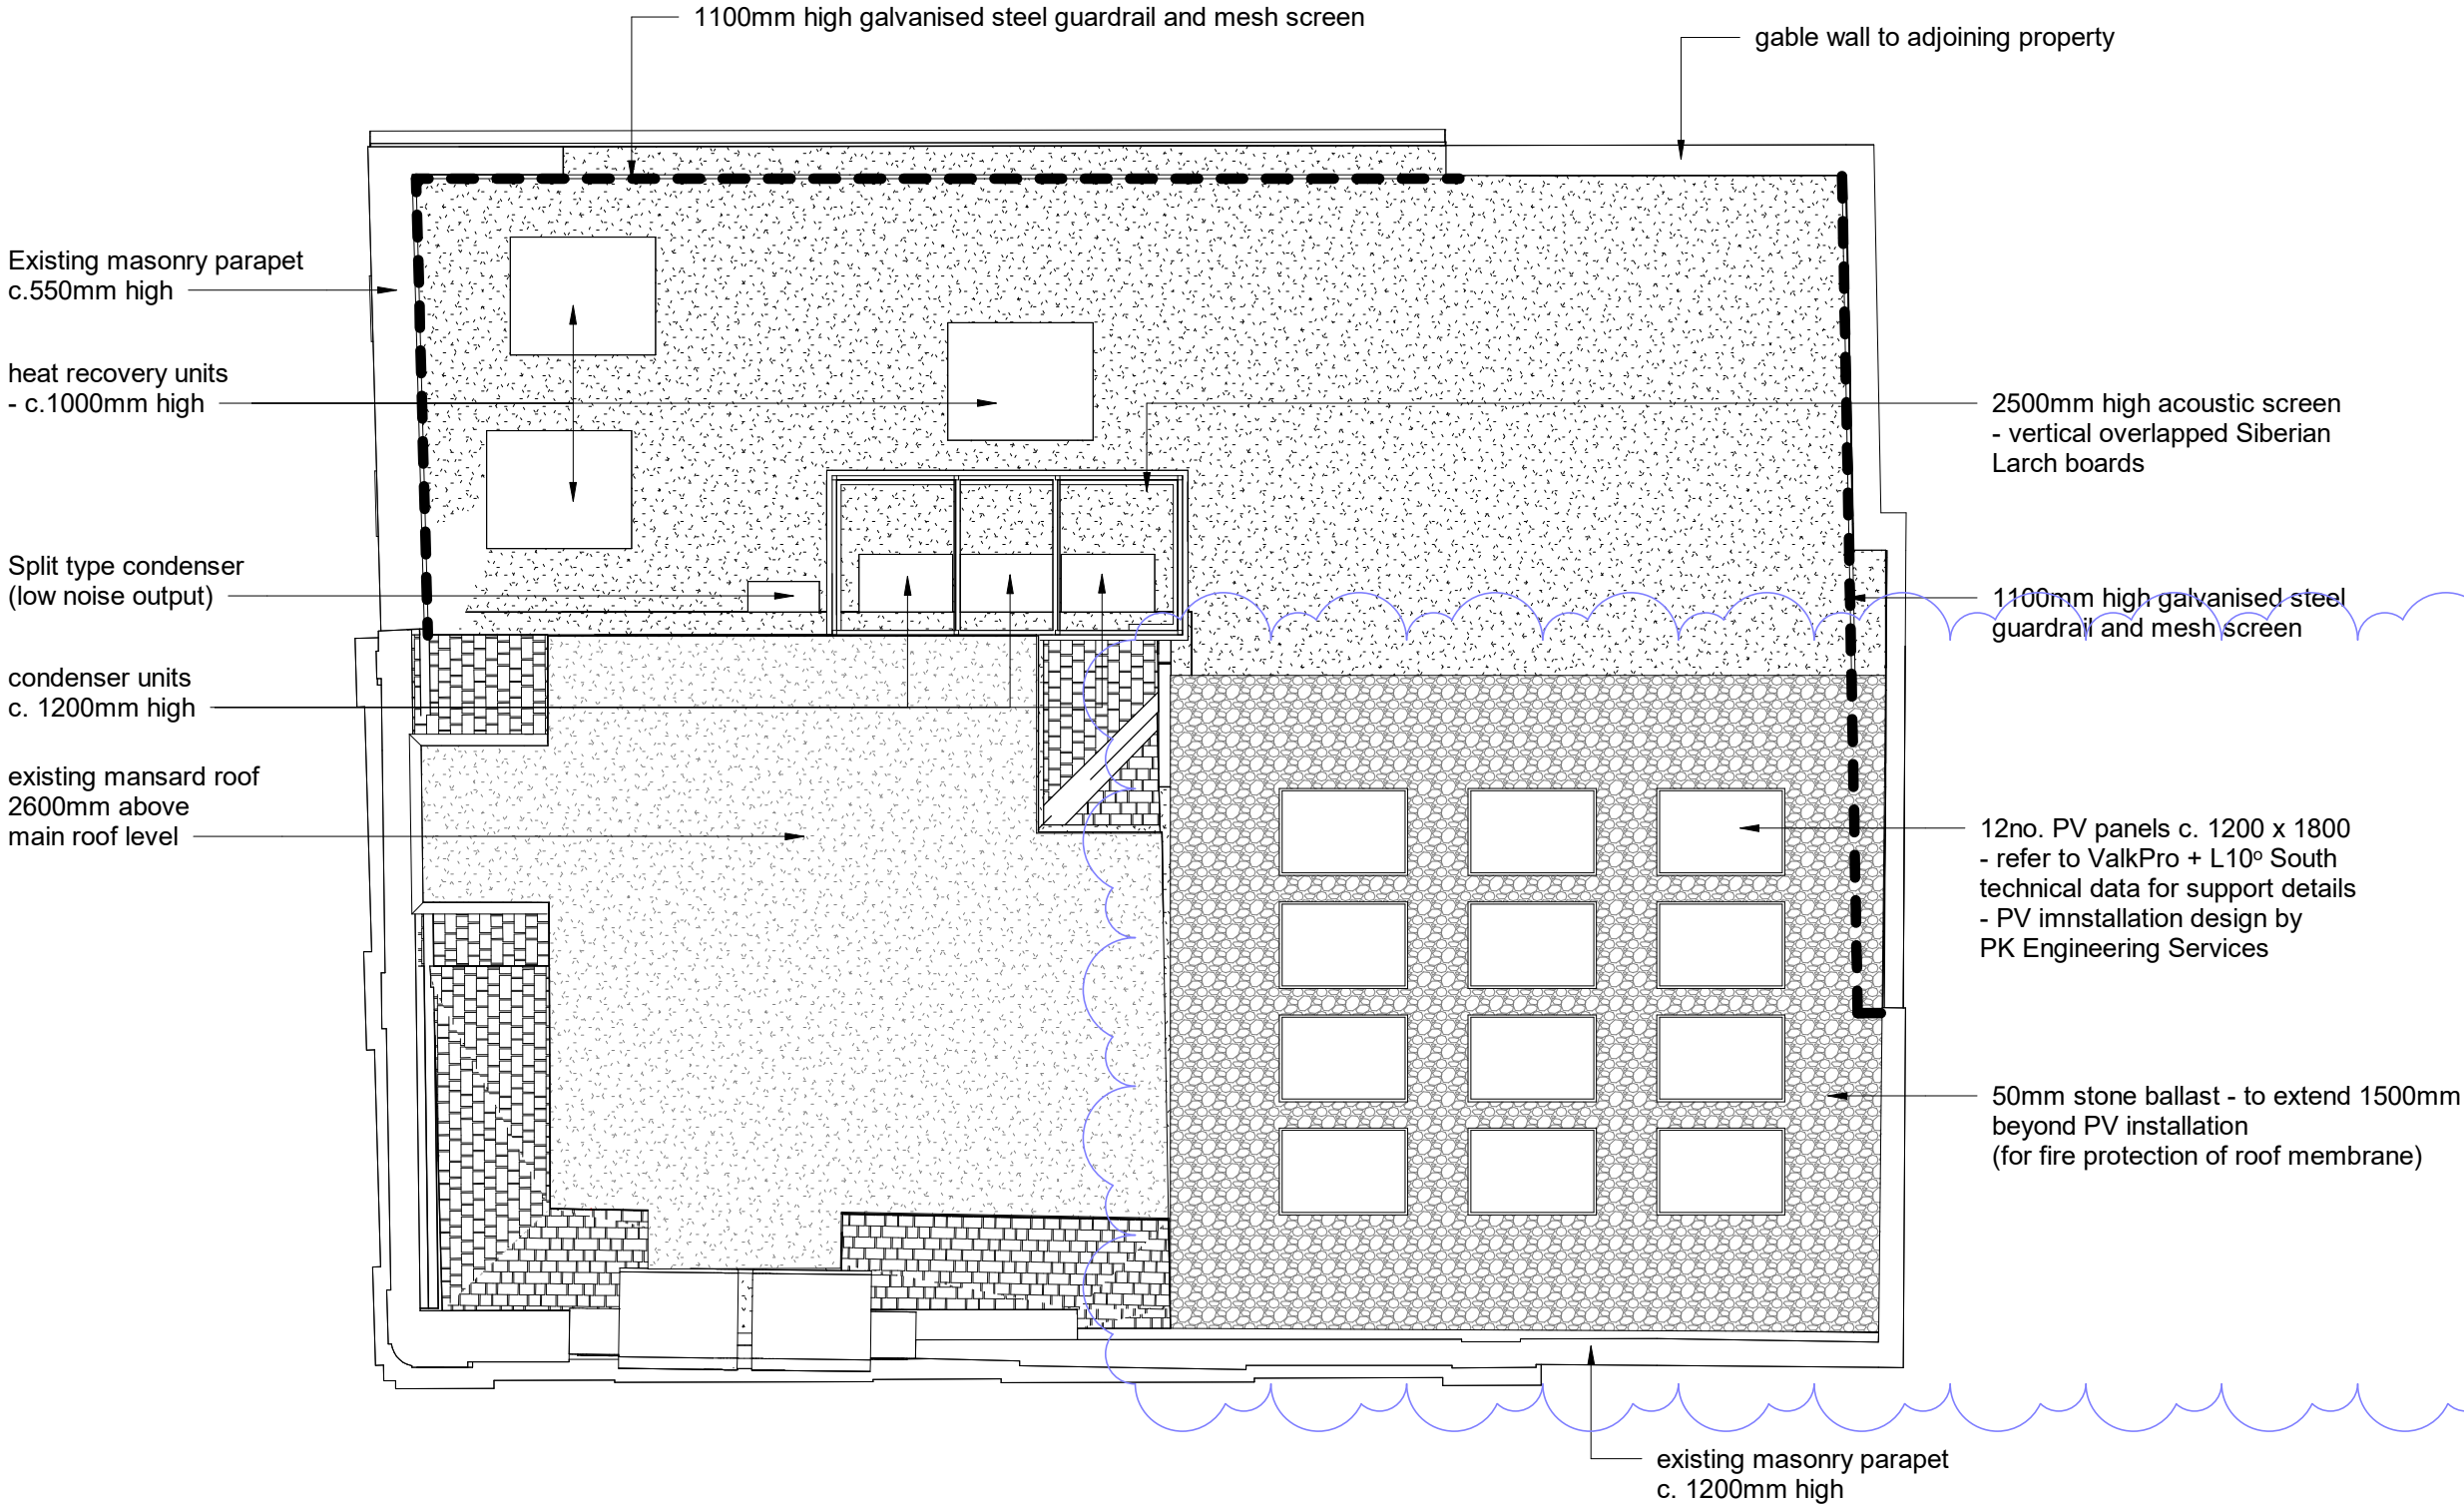 1100mm high galvanised steel guardrail and mesh screen
gable wall to adjoining property
Existing masonry parapet
c.550mm high
heat recovery units
- c.1000mm high
Split type condenser
(low noise output)
condenser units
c. 1200mm high
existing mansard roof
2600mm above
main roof level
2500mm high acoustic screen
- vertical overlapped Siberian
Larch boards
1100mm high galvanised steel
guardrail and mesh screen
12no. PV panels c. 1200 x 1800
- refer to ValkPro + L10º South
technical data for support details
- PV imnstallation design by
PK Engineering Services
50mm stone ballast - to extend 1500mm
beyond PV installation
(for fire protection of roof membrane)
existing masonry parapet
c. 1200mm high